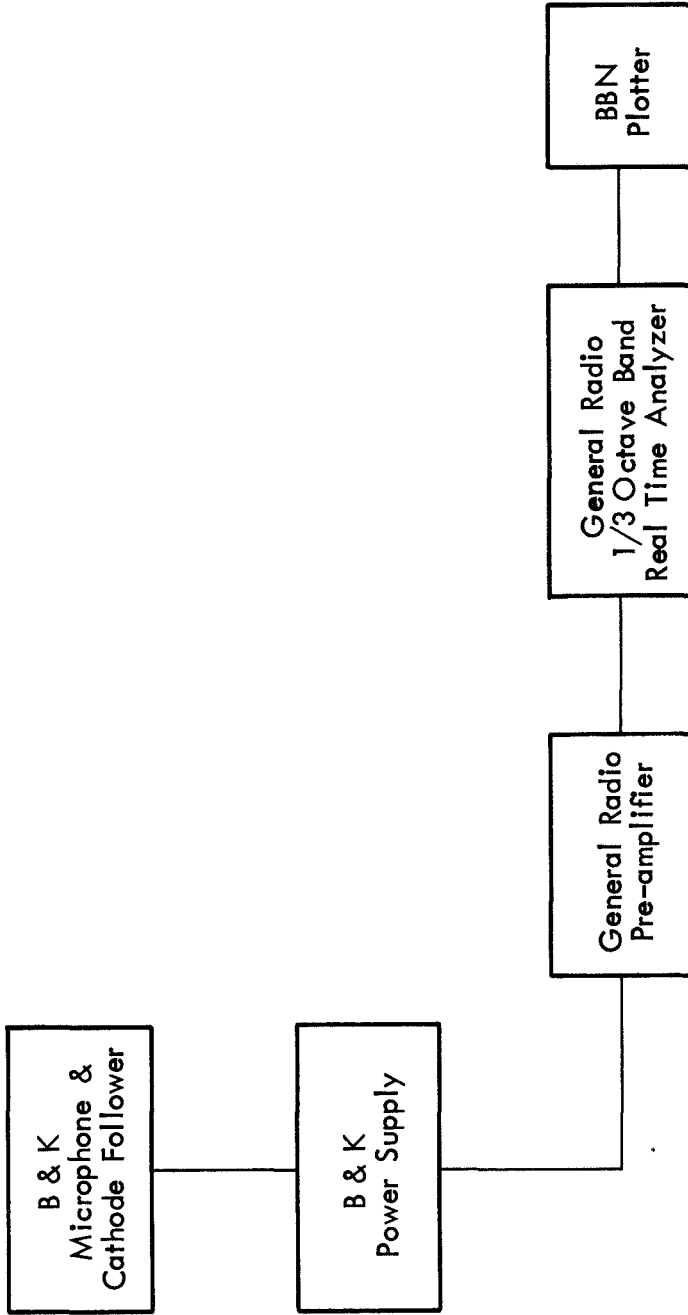 B & K
Microphone &
Cathode Follower
B & K
Power Supply
General Radio
Pre-amplifier
General Radio
1/3 Octave Band
Real Time Analyzer
BBN
Plotter